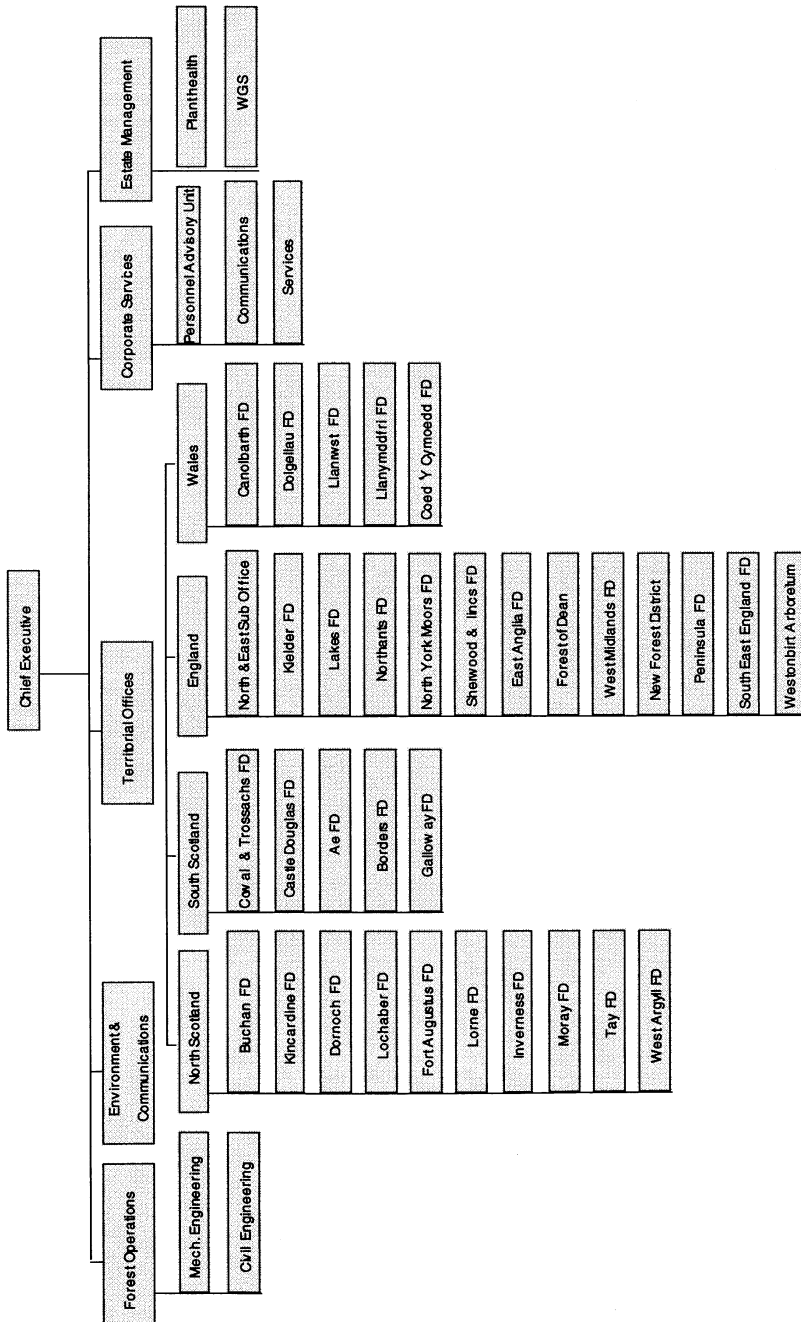 Chief Executive
Forest Operations
Mech. Engineering
Civil Engineering
Environment &
Communications
Territorial Offices
North Scotland
Buchan FD
Kincardine FD
Dornoch FD
Lochaber FD
Fort Augustus FD
Lorne FD
Inverness FD
Moray FD
Tay FD
West Argyll FD
South Scotland
Cowal & Trossachs FD
Castle Douglas FD
Ae FD
Borders FD
Galloway FD
England
North & East Sub Office
Kielder FD
Lakes FD
Northants FD
North York Moors FD
Sherwood & lincs FD
East Anglia FD
Forest of Dean
West Midlands FD
New Forest District
Peninsula FD
South East England FD
Westonbirt Arboretum
Wales
Canolbarth FD
Dolgellau FD
Llanrwst FD
Llanymddfri FD
Coed Y Cymoedd FD
Corporate Services
Personnel Advisory Unit
Communications
Services
Estate Management
Plant health
WGS